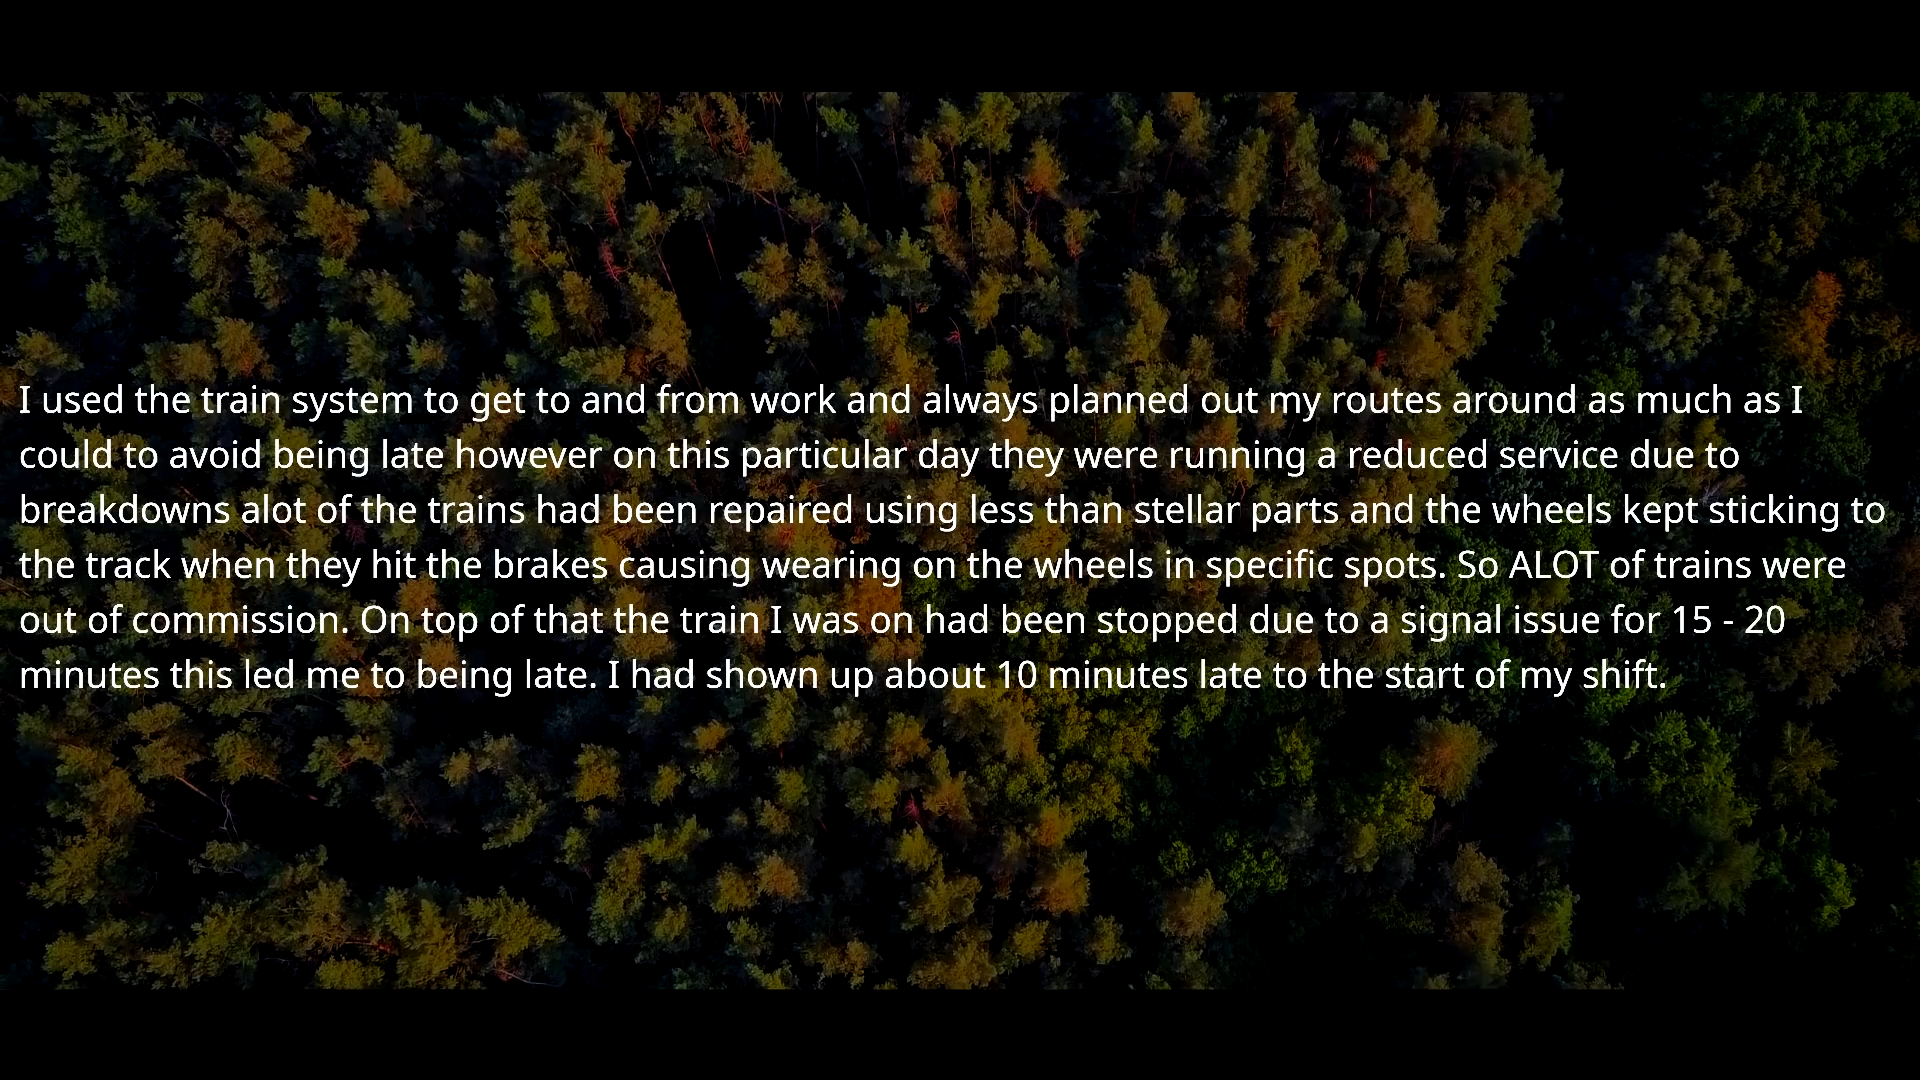 I used the train system to get to and from work and always planned out my routes around as much as I
could to avoid being late however on this particular day they were running a reduced service due to
breakdowns alot of the trains had been repaired using less than stellar parts and the wheels kept sticking to
the track when they hit the brakes causing wearing on the wheels in specific spots. So ALOT of trains were
out of commission. On top of that the train I was on had been stopped due to a signal issue for 15 - 20
minutes this led me to being late. I had shown up about 10 minutes late to the start of my shift.